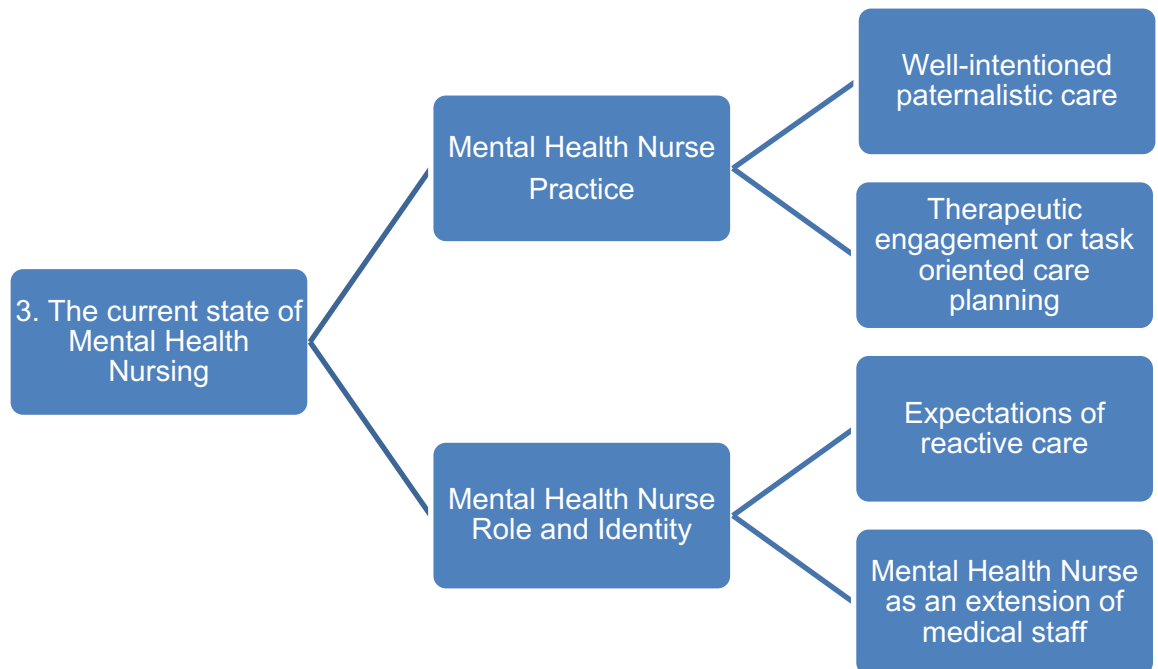 3. The current state of
Mental Health
Nursing
Mental Health Nurse
Practice
Well-intentioned
paternalistic care
Therapeutic
engagement or task
oriented care
planning
Mental Health Nurse
Role and Identity
Expectations of
reactive care
Mental Health Nurse
as an extension of
medical staff